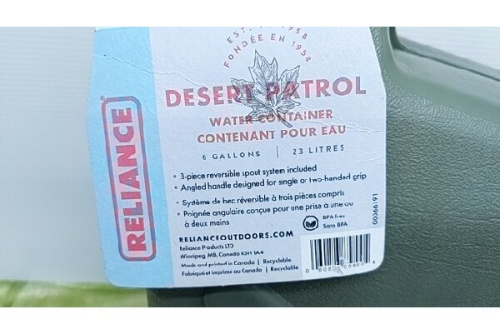 EST. 1958
FONDÉE EN 1954
DESERT PATROL
WATER CONTAINER
CONTENANT POUR EAU
6 GALLONS | 23 LITRES
• 3-piece reversible spout system included
• Angled handle designed for single or two-handed grip
• Système de bec réversible à trois pièces compris
• Poignée angulaire conçue pour une prise à une ou
à deux mains
RELIANCEOUTDOORS.COM
Reliance Products LTD
Winnipeg, MB, Canada
Made and printed in Canada | Recyclable
Fabriqué et imprimé au Canada | Recyclable
BPA Free
Sans BPA
RELIANCE